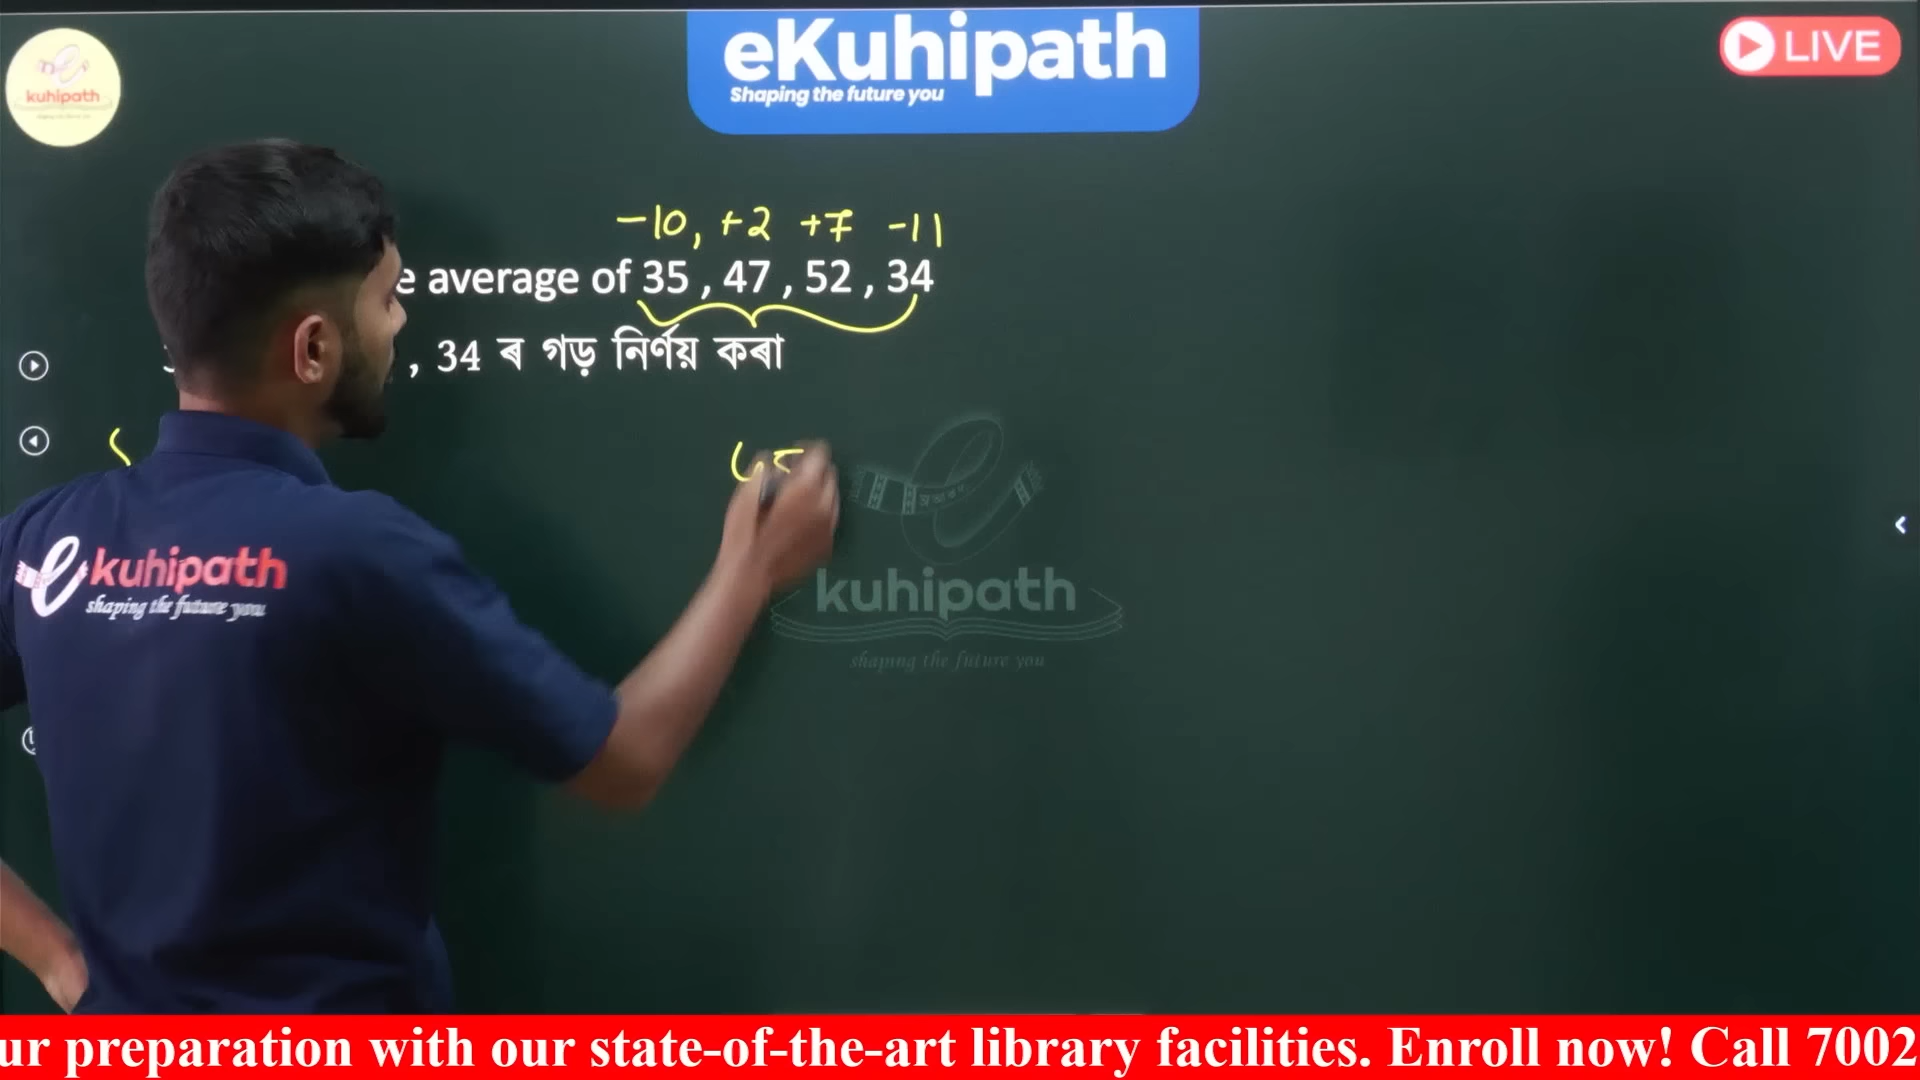 eKuhipath
Shaping the future you
LIVE
kuhipath
-10, +2 +7 -11
e average of 35 , 47 , 52 , 34
, 34 ৰ গড় নিৰ্ণয় কৰা
45
kuhipath
shaping the future you
kuhipath
shaping the future you
ur preparation with our state-of-the-art library facilities. Enroll now! Call 7002